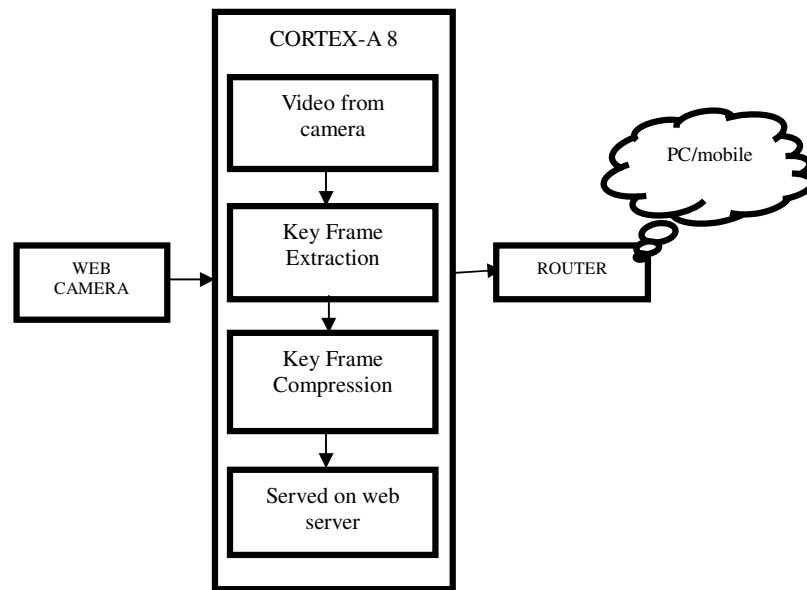 CORTEX-A 8
Video from
camera
PC/mobile
Key Frame
Extraction
WEB
CAMERA
ROUTER
Key Frame
Compression
Served on web
server